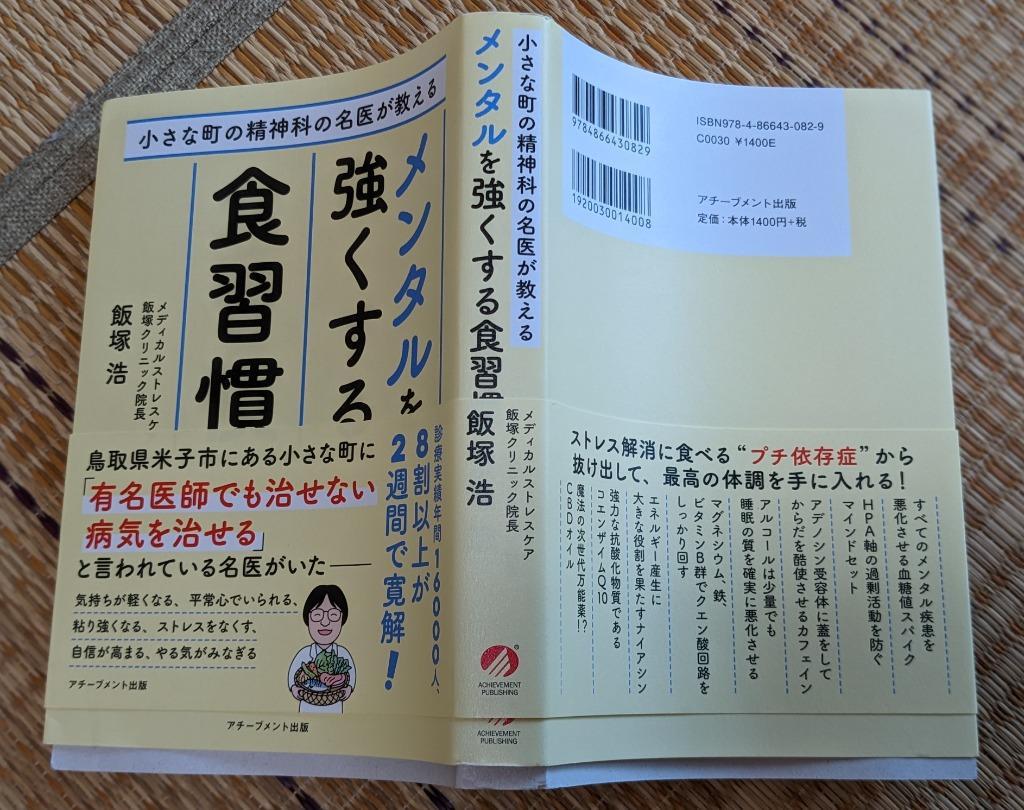 小さな町の精神科の名医が教える
メンタルを
強くする
食習慣
メディカルストレスケア
飯塚クリニック院長
飯塚 浩
診療実績年間16000人、
8割以上が
2週間で寛解!
鳥取県米子市にある小さな町に
「有名医師でも治せない
病気を治せる」
と言われている名医がいた――
気持ちが軽くなる、平常心でいられる、
粘り強くなる、ストレスをなくす、
自信が高まる、やる気がみなぎる
アチーブメント出版
アチーブメント出版
小さな町の精神科の名医が教える
メンタルを強くする食習慣
メディカルストレスケア
飯塚クリニック院長
飯塚 浩
ACHIEVEMENT
PUBLISHING
ACHIEVEMENT
PUBLISHING
9784866430829
1920030014008
ISBN978-4-86643-082-9
C0030 ¥1400E
アチーブメント出版
定価:本体1400円+税
ストレス解消に食べる“プチ依存症”から
抜け出して、最高の体調を手に入れる!
すべてのメンタル疾患を
悪化させる血糖値スパイク
HPA軸の過剰活動を防ぐ
マインドセット
アデノシン受容体に蓋をして
からだを酷使させるカフェイン
アルコールは少量でも
睡眠の質を確実に悪化させる
マグネシウム、鉄、
ビタミンB群でクエン酸回路を
しっかり回す
エネルギー産生に
大きな役割を果たすナイアシン
強力な抗酸化物質である
コエンザイムQ10
魔法の次世代万能薬!?
CBDオイル